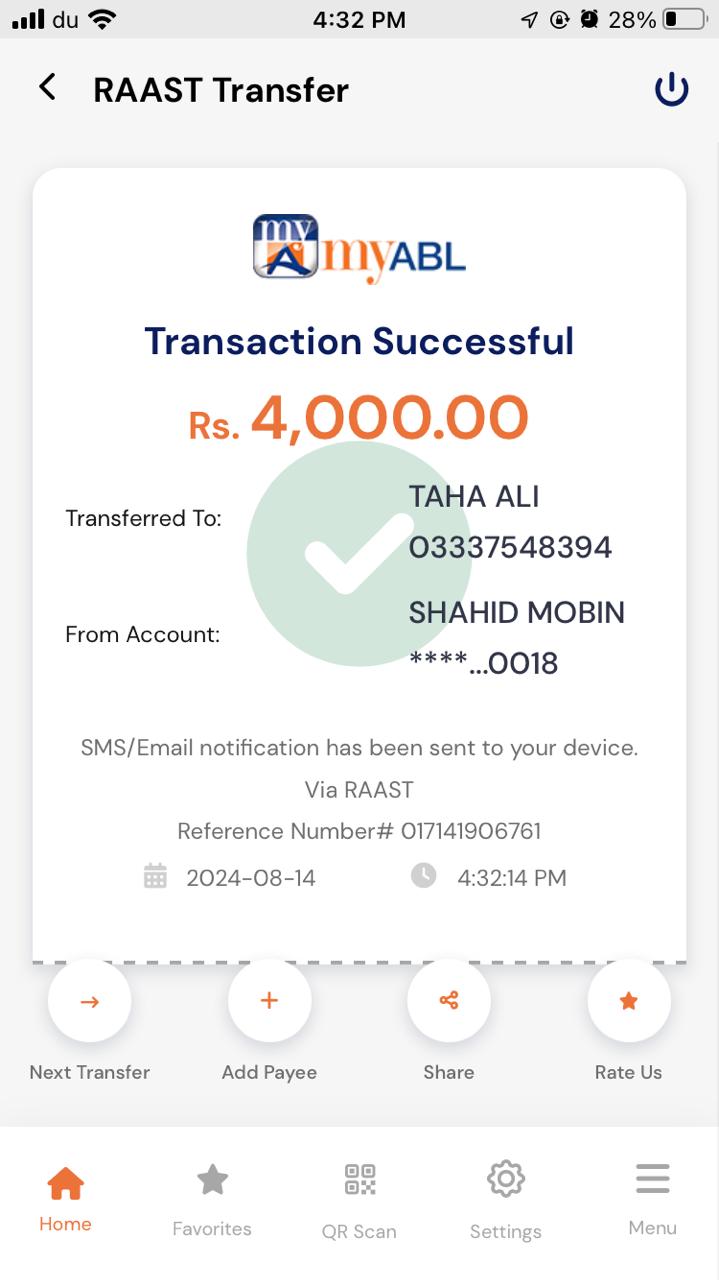 du 4:32 PM 28%
RAAST Transfer
my A myABL
Transaction Successful
Rs. 4,000.00
Transferred To:
TAHA ALI
03337548394
From Account:
SHAHID MOBIN
****...0018
SMS/Email notification has been sent to your device.
Via RAAST
Reference Number# 017141906761
2024-08-14 4:32:14 PM
Next Transfer Add Payee Share Rate Us
Home Favorites QR Scan Settings Menu